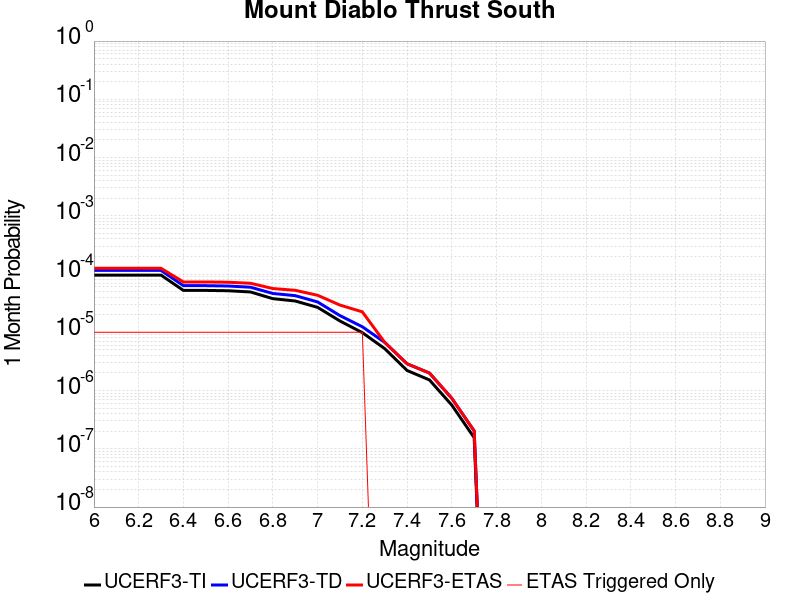 Mount Diablo Thrust South
10^0
10^-1
10^-2
10^-3
10^-4
10^-5
10^-6
10^-7
10^-8
1 Month Probability
6 6.2 6.4 6.6 6.8 7 7.2 7.4 7.6 7.8 8 8.2 8.4 8.6 8.8 9
Magnitude
UCERF3-TI UCERF3-TD UCERF3-ETAS ETAS Triggered Only